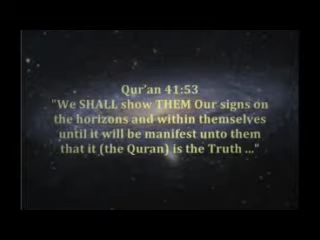 Qur'an 41:53
"We SHALL show THEM Our signs on
the horizons and within themselves
until it will be manifest unto them
that it (the Quran) is the Truth ..."